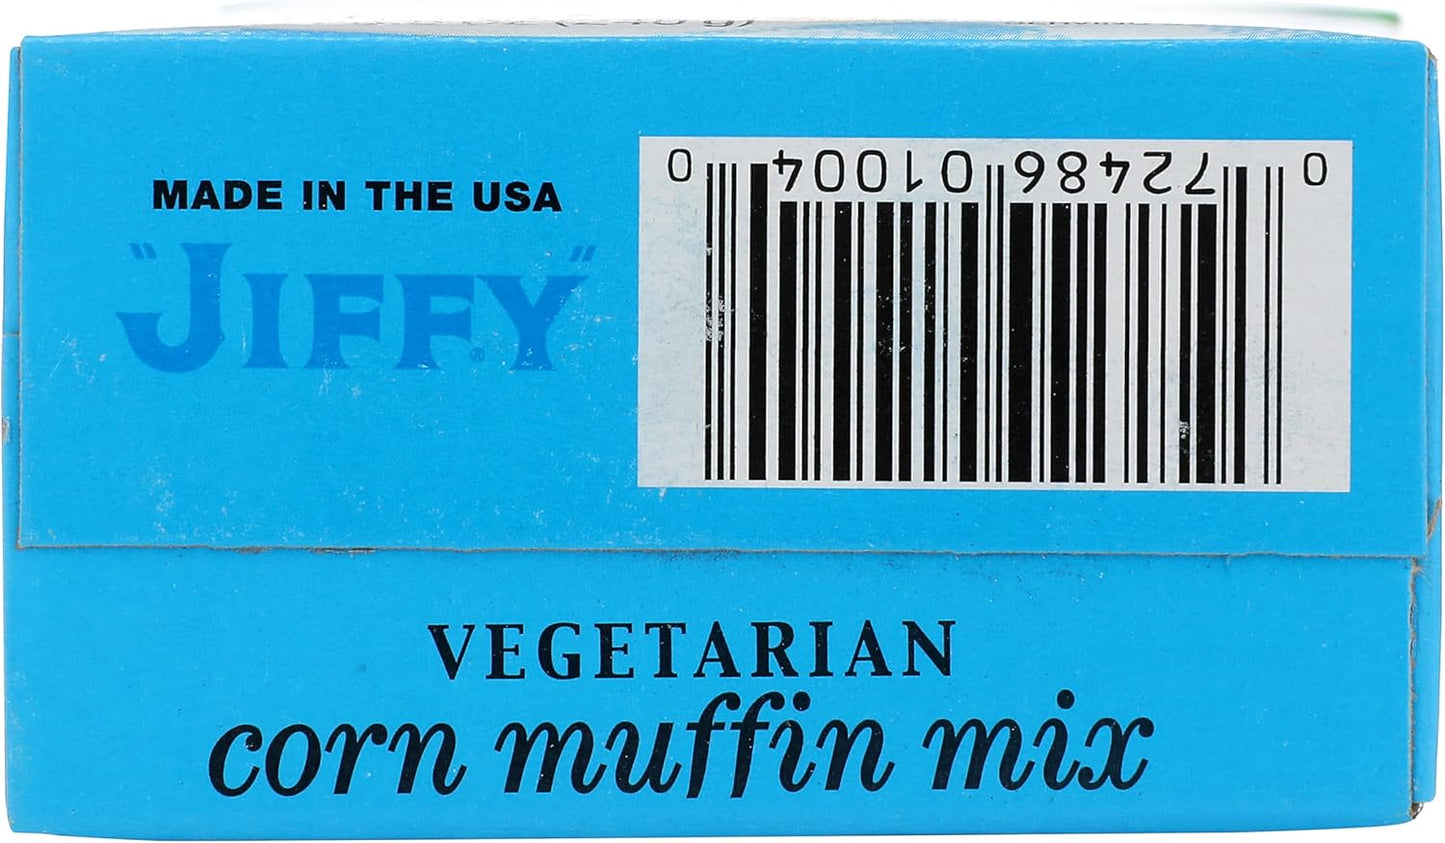 MADE IN THE USA
"JIFFY"®
0 72486 01004 0
VEGETARIAN
corn muffin mix